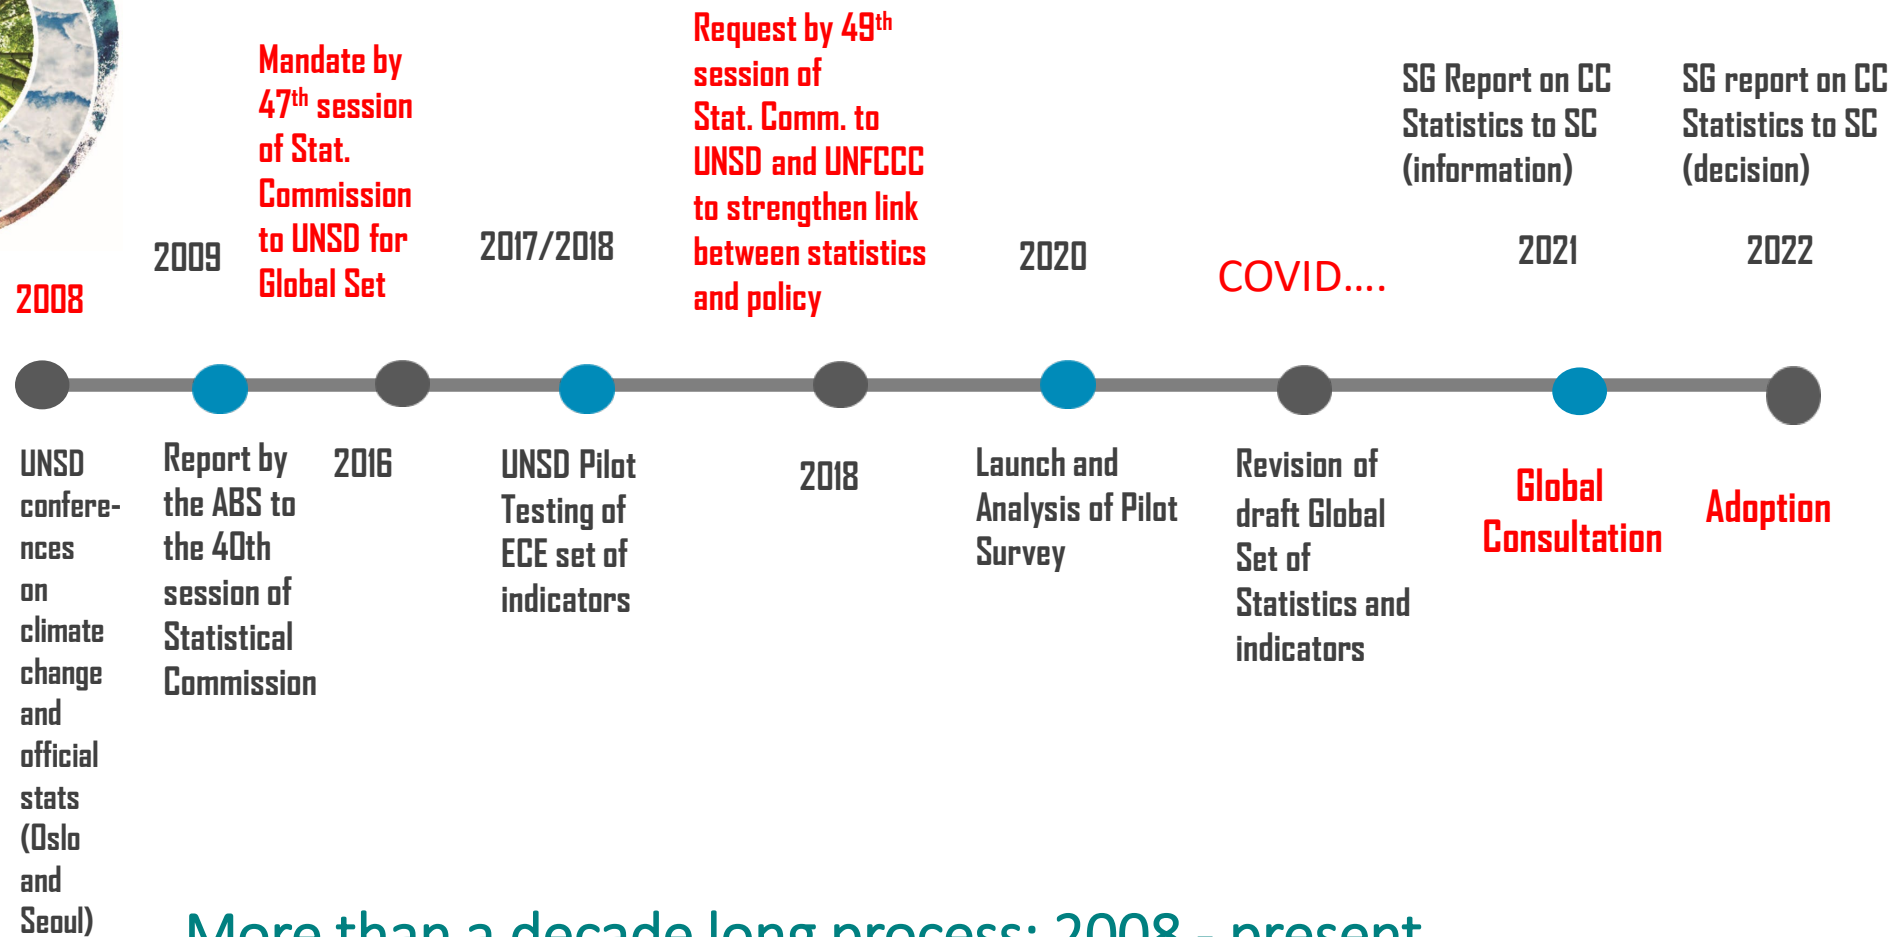 2008
UNSD
confere-
nces
on
climate
change
and
official
stats
(Oslo
and
Seoul)
2009
Report by
the ABS to
the 40th
session of
Statistical
Commission
Mandate by
47th session
of Stat.
Commission
to UNSD for
Global Set
2016
2017/2018
UNSD Pilot
Testing of
ECE set of
indicators
Request by 49th
session of
Stat. Comm. to
UNSD and UNFCCC
to strengthen link
between statistics
and policy
2018
2020
Launch and
Analysis of Pilot
Survey
COVID....
Revision of
draft Global
Set of
Statistics and
indicators
SG Report on CC
Statistics to SC
(information)
2021
Global
Consultation
SG report on CC
Statistics to SC
(decision)
2022
Adoption
More than a decade long process: 2008 - present